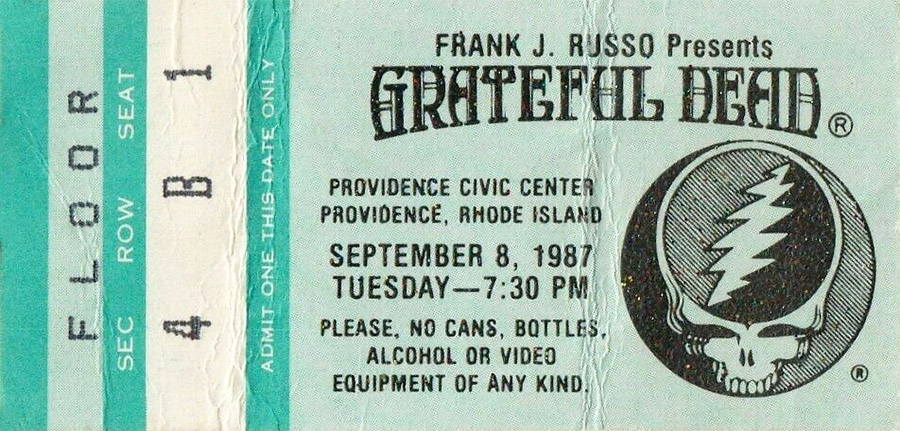 FLOOR
SEC ROW SEAT
4 B 1
ADMIT ONE THIS DATE ONLY
FRANK J. RUSSO Presents
GRATEFUL DEAD®
PROVIDENCE CIVIC CENTER
PROVIDENCE, RHODE ISLAND
SEPTEMBER 8, 1987
TUESDAY—7:30 PM
PLEASE, NO CANS, BOTTLES,
ALCOHOL OR VIDEO
EQUIPMENT OF ANY KIND.
®